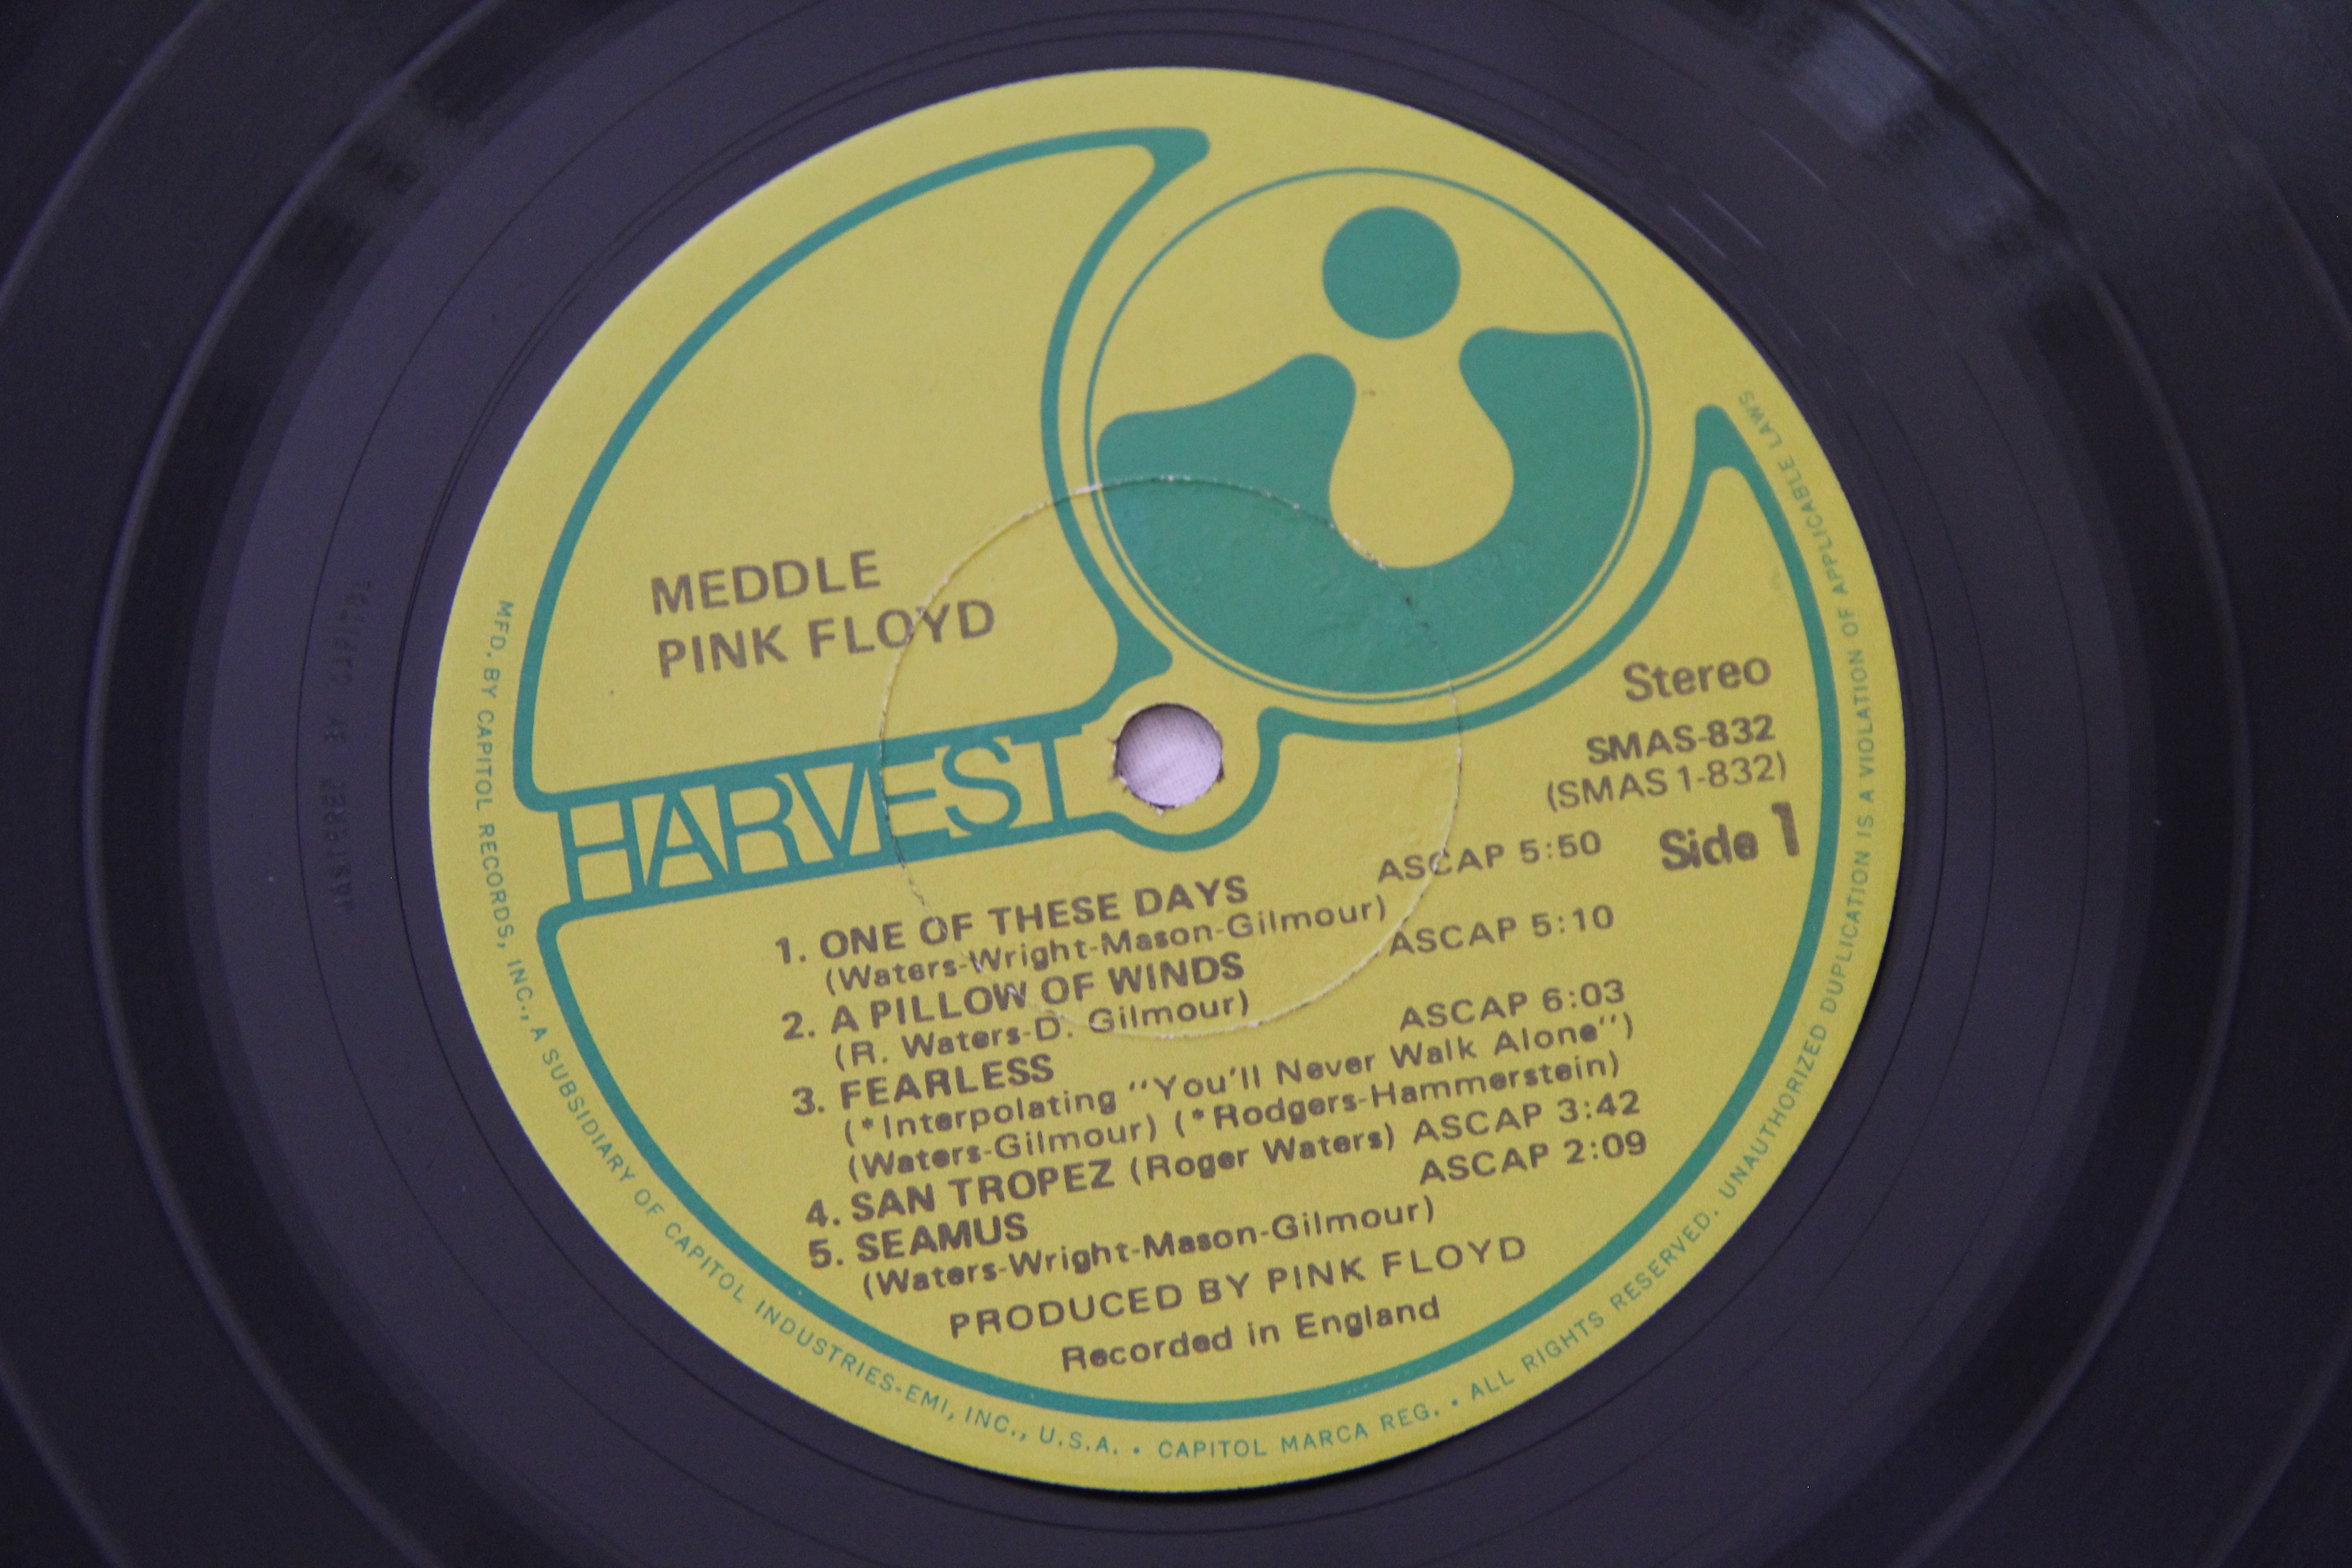 MEDDLE
PINK FLOYD
HARVEST
Stereo
SMAS-832
(SMAS 1-832)
Side 1
1. ONE OF THESE DAYS ASCAP 5:50
(Waters-Wright-Mason-Gilmour)
2. A PILLOW OF WINDS ASCAP 5:10
(R. Waters-D. Gilmour)
3. FEARLESS ASCAP 6:03
(*Interpolating "You'll Never Walk Alone")
(Waters-Gilmour) (*Rodgers-Hammerstein)
4. SAN TROPEZ (Roger Waters) ASCAP 3:42
5. SEAMUS ASCAP 2:09
(Waters-Wright-Mason-Gilmour)
PRODUCED BY PINK FLOYD
Recorded in England
MFD. BY CAPITOL RECORDS, INC., A SUBSIDIARY OF CAPITOL INDUSTRIES-EMI, INC., U.S.A. • CAPITOL MARCA REG. • ALL RIGHTS RESERVED. UNAUTHORIZED DUPLICATION IS A VIOLATION OF APPLICABLE LAWS
MASTERED BY CAPITOL